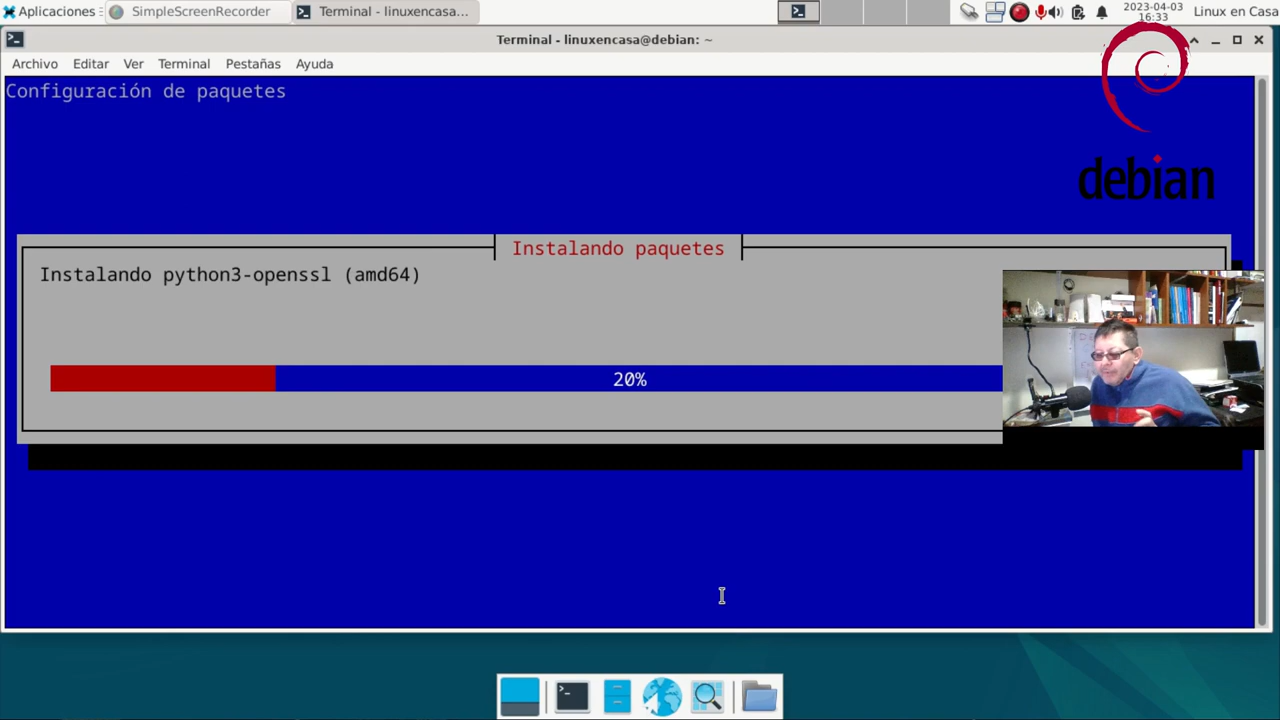 Aplicaciones
SimpleScreenRecorder
Terminal - linuxencasa...
2023-04-03
16:33
Linux en Casa
Terminal - linuxencasa@debian: ~
Archivo Editar Ver Terminal Pestañas Ayuda
Configuración de paquetes
debian
Instalando paquetes
Instalando python3-openssl (amd64)
20%